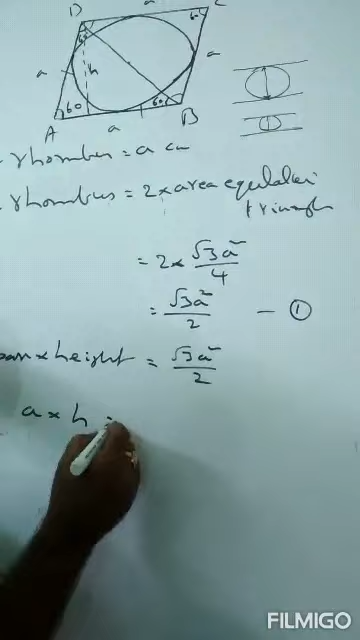 D a C
60 60
a h a
60 60
A a B
rhombus = a cm
rhombus = 2 x area equilateral
triangle
= 2 x √3a²/4
= √3a²/2 — ①
x height = √3a²/2
a x h =
FILMIGO